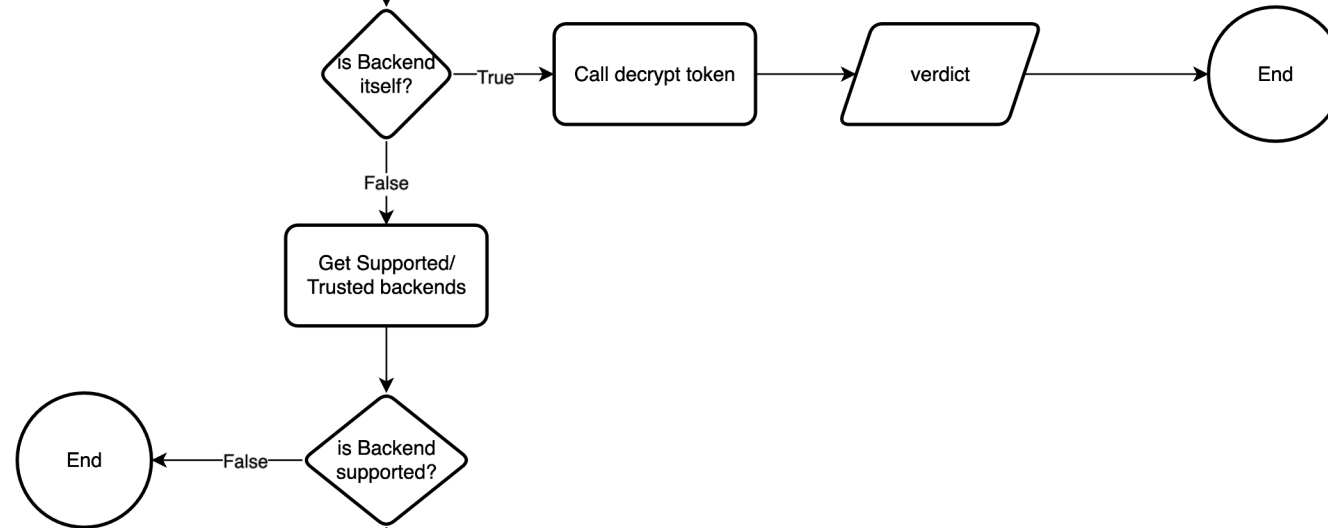 is Backend
itself?
True
Call decrypt token
verdict
End
False
Get Supported/
Trusted backends
End
False
is Backend
supported?